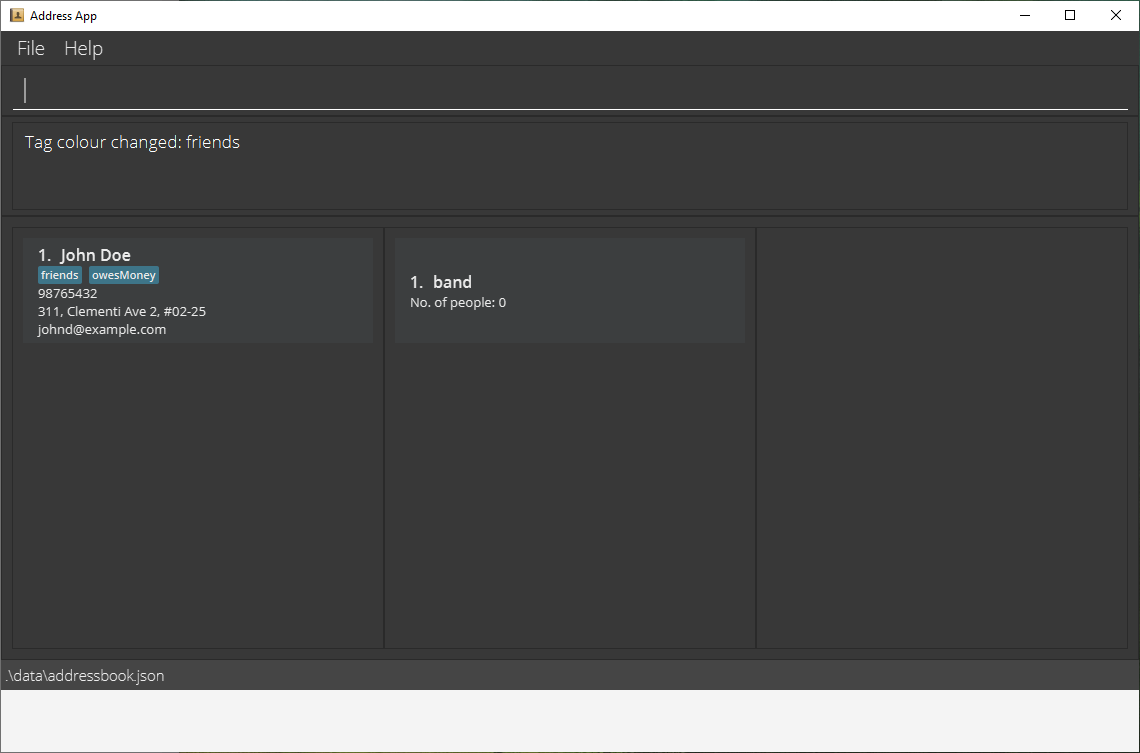 Address App
File Help
Tag colour changed: friends
1. John Doe
friends owesMoney
98765432
311, Clementi Ave 2, #02-25
johnd@example.com
1. band
No. of people: 0
.\data\addressbook.json